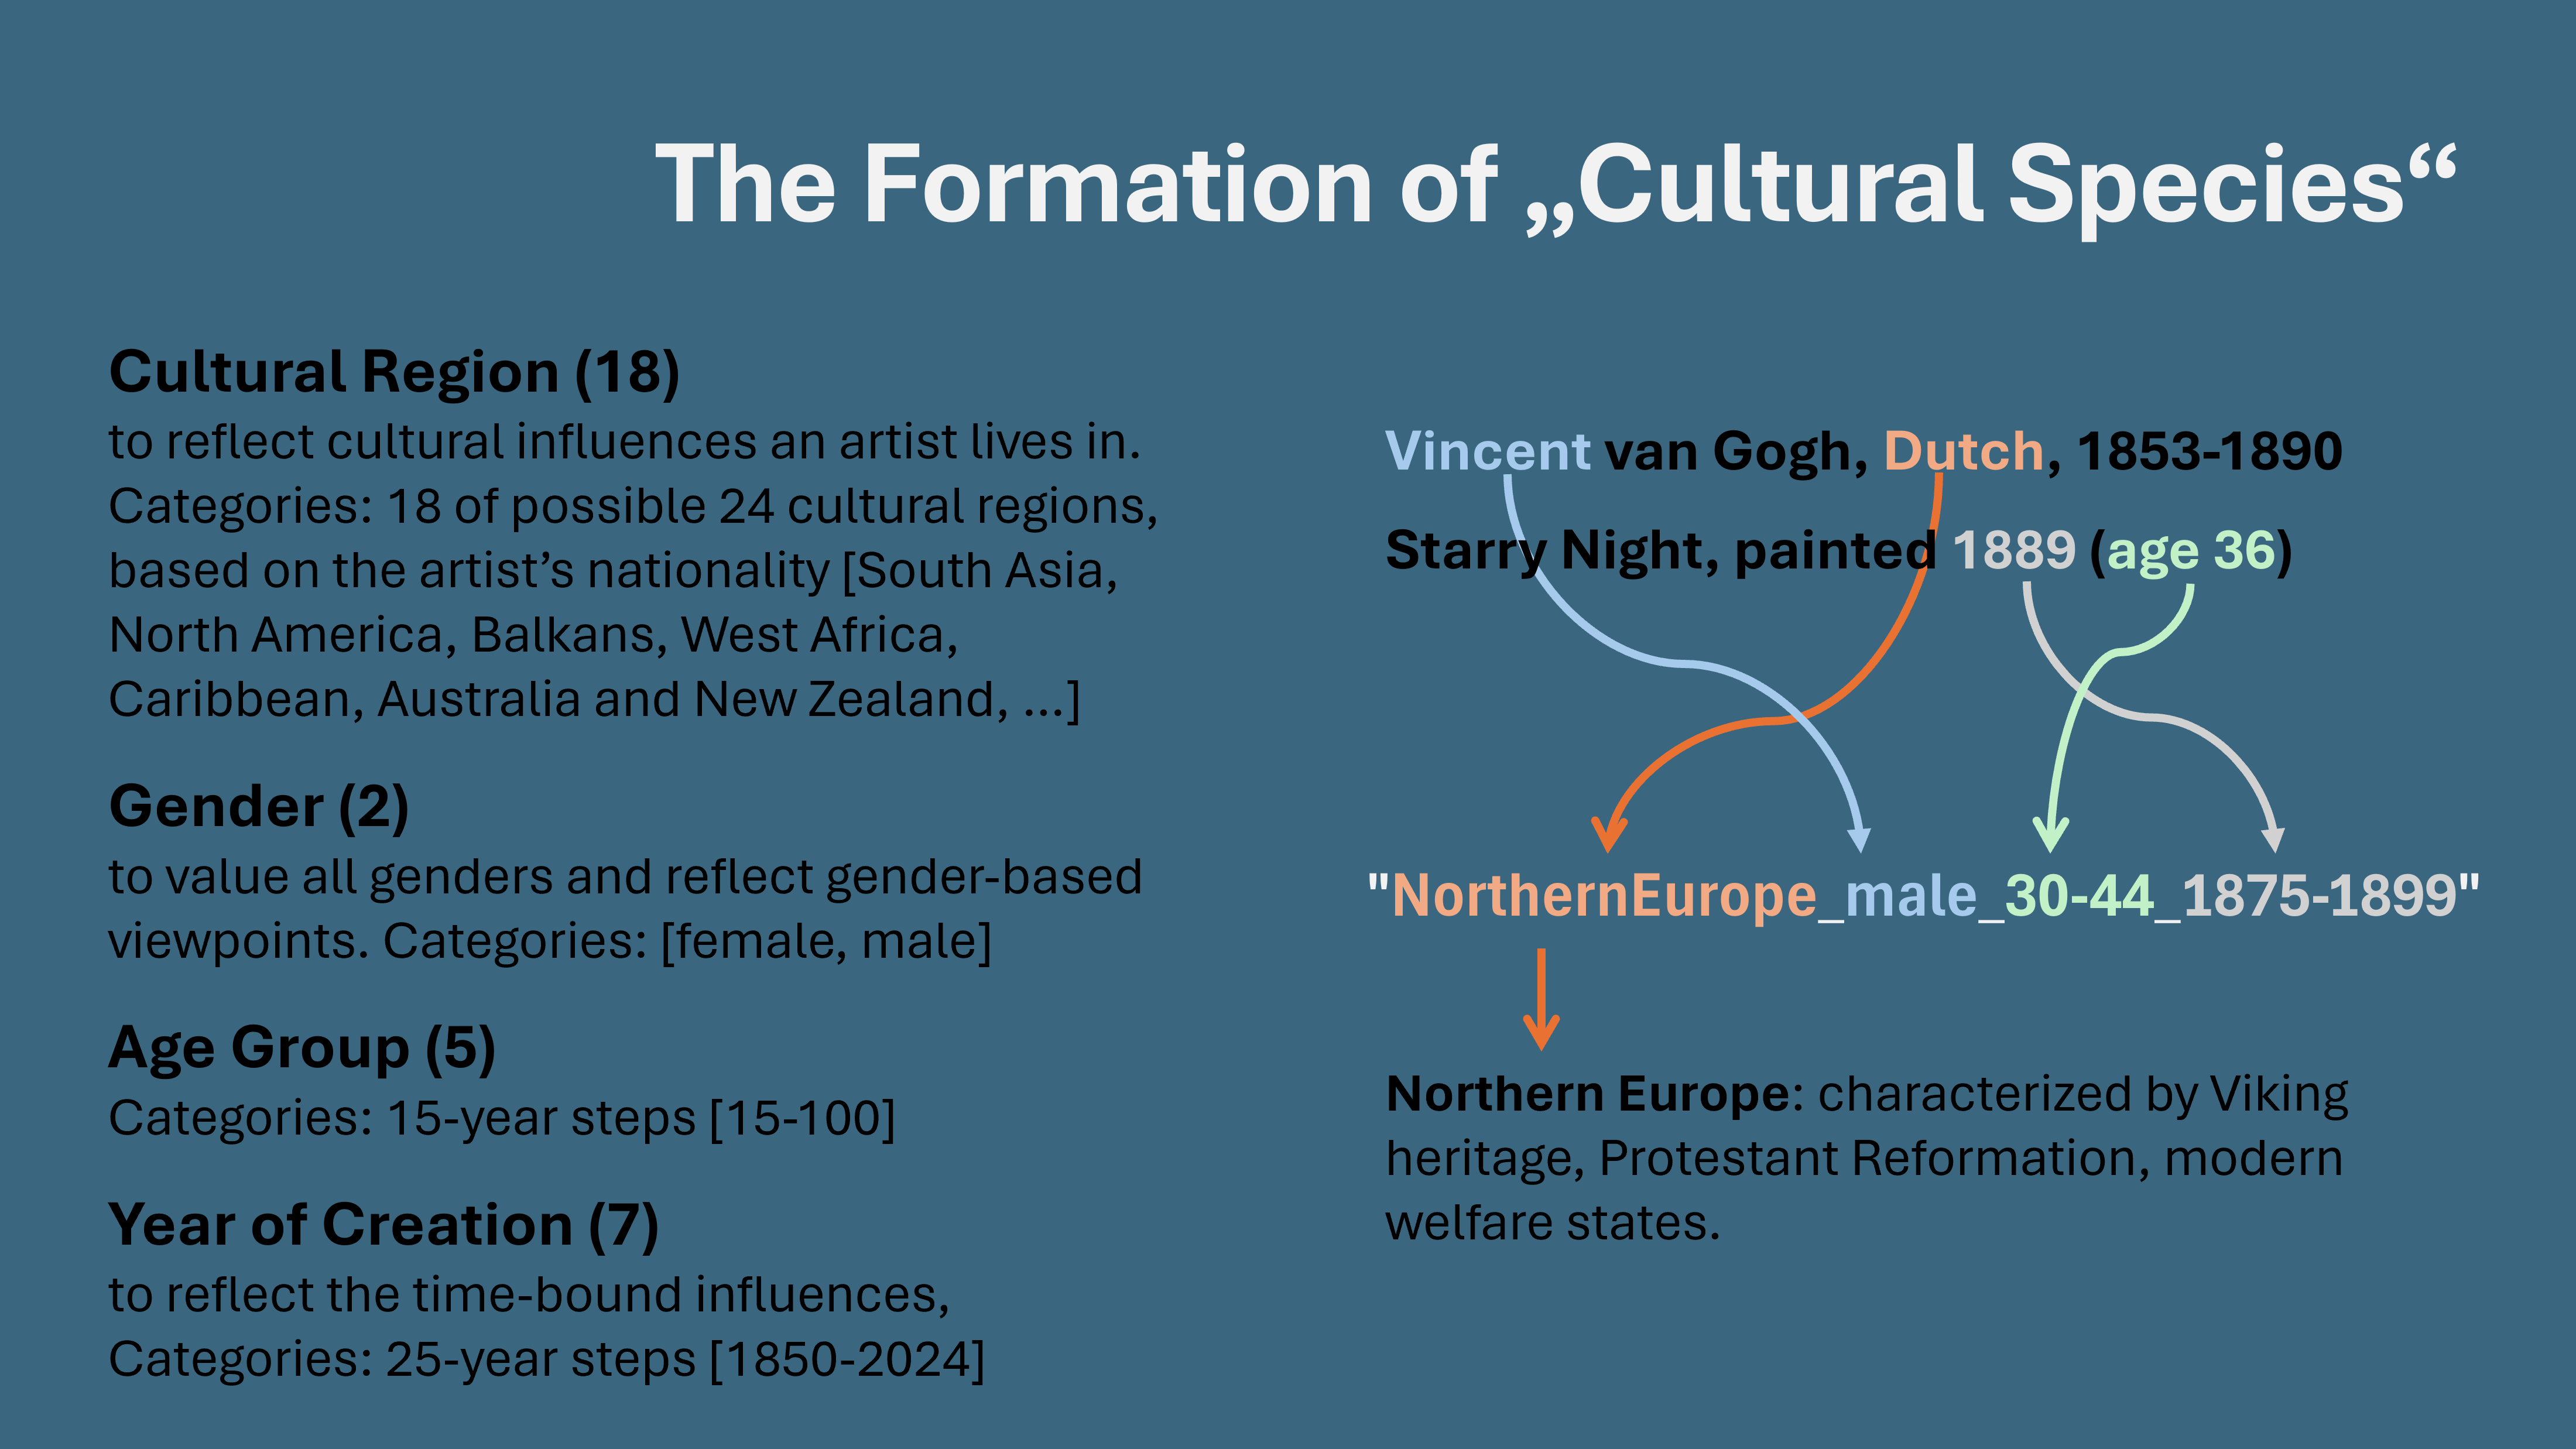 The Formation of „Cultural Species“
Cultural Region (18)
to reflect cultural influences an artist lives in.
Categories: 18 of possible 24 cultural regions,
based on the artist’s nationality [South Asia,
North America, Balkans, West Africa,
Caribbean, Australia and New Zealand, ...]
Gender (2)
to value all genders and reflect gender-based
viewpoints. Categories: [female, male]
Age Group (5)
Categories: 15-year steps [15-100]
Year of Creation (7)
to reflect the time-bound influences,
Categories: 25-year steps [1850-2024]
Vincent van Gogh, Dutch, 1853-1890
Starry Night, painted 1889 (age 36)
"NorthernEurope_male_30-44_1875-1899"
Northern Europe: characterized by Viking
heritage, Protestant Reformation, modern
welfare states.